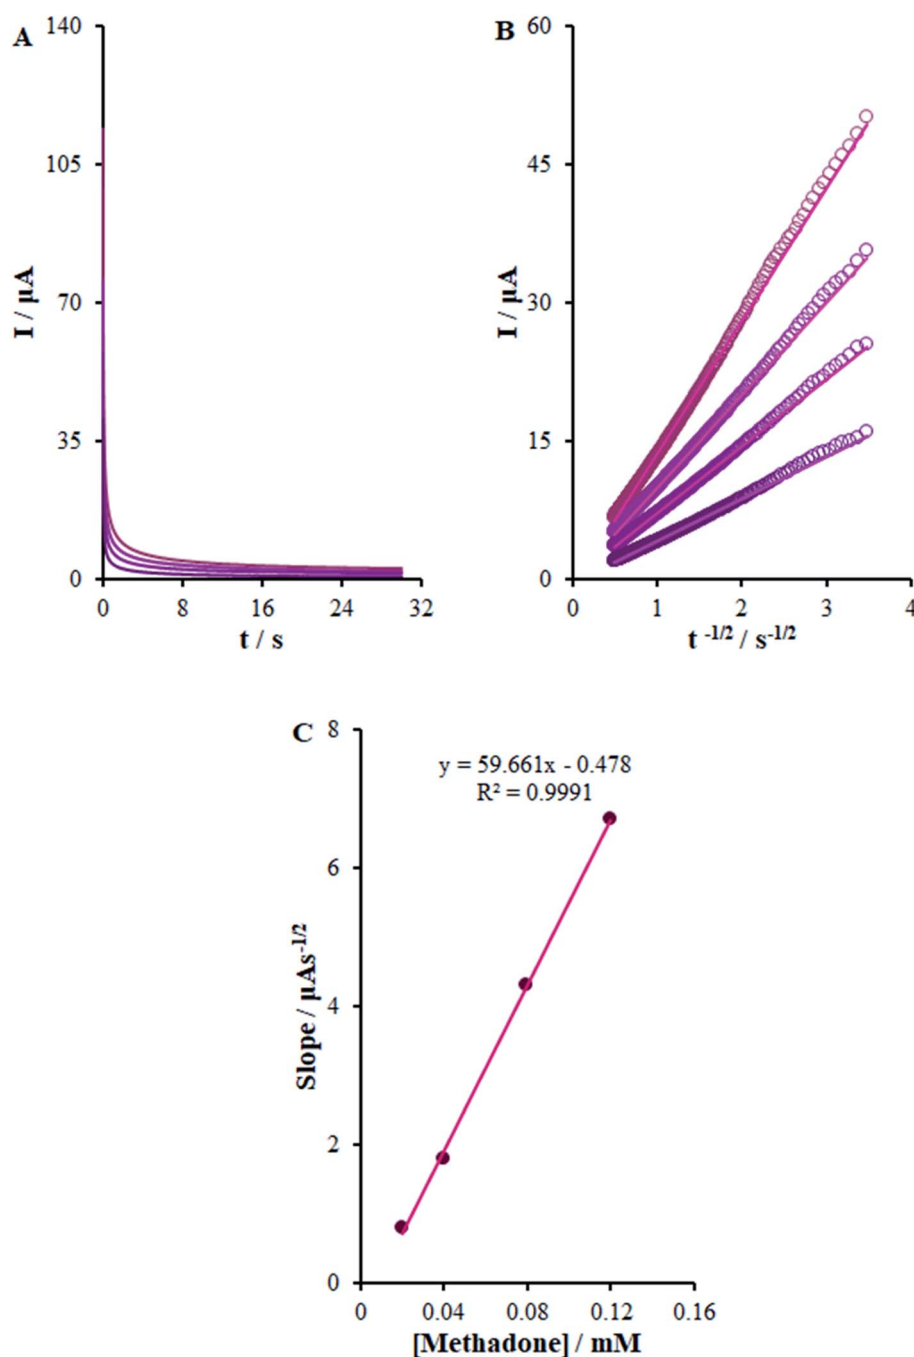 A
140
105
70
35
0
I / µA
0 8 16 24 32
t / s
B
60
45
30
15
0
I / µA
0 1 2 3 4
t -1/2 / s-1/2
C
8
6
4
2
0
Slope / µAs-1/2
y = 59.661x - 0.478
R² = 0.9991
0 0.04 0.08 0.12 0.16
[Methadone] / mM